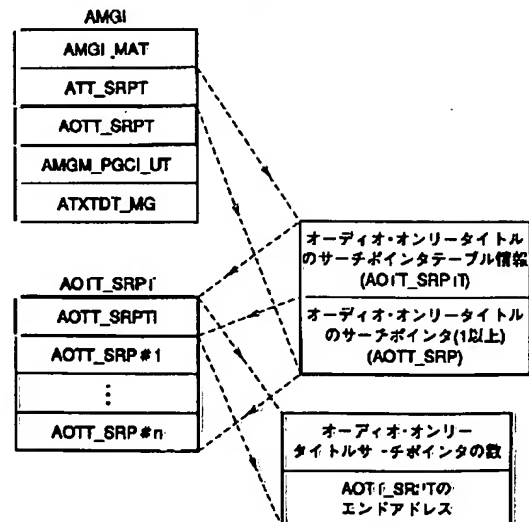 AMGI
AMGI_MAT
ATT_SRPT
AOTT_SRPT
AMGM_PGCI_UT
ATXTDT_MG
オーディオ・オンリータイトル
のサーチポインタテーブル情報
(AOTT_SRPIT)
オーディオ・オンリータイトル
のサーチポインタ(1以上)
(AOTT_SRP)
AOTT_SRPT
AOTT_SRPTI
AOTT_SRP#1
⋮
AOTT_SRP#n
オーディオ・オンリー
タイトルサーチポインタの数
AOTT_SRPTの
エンドアドレス